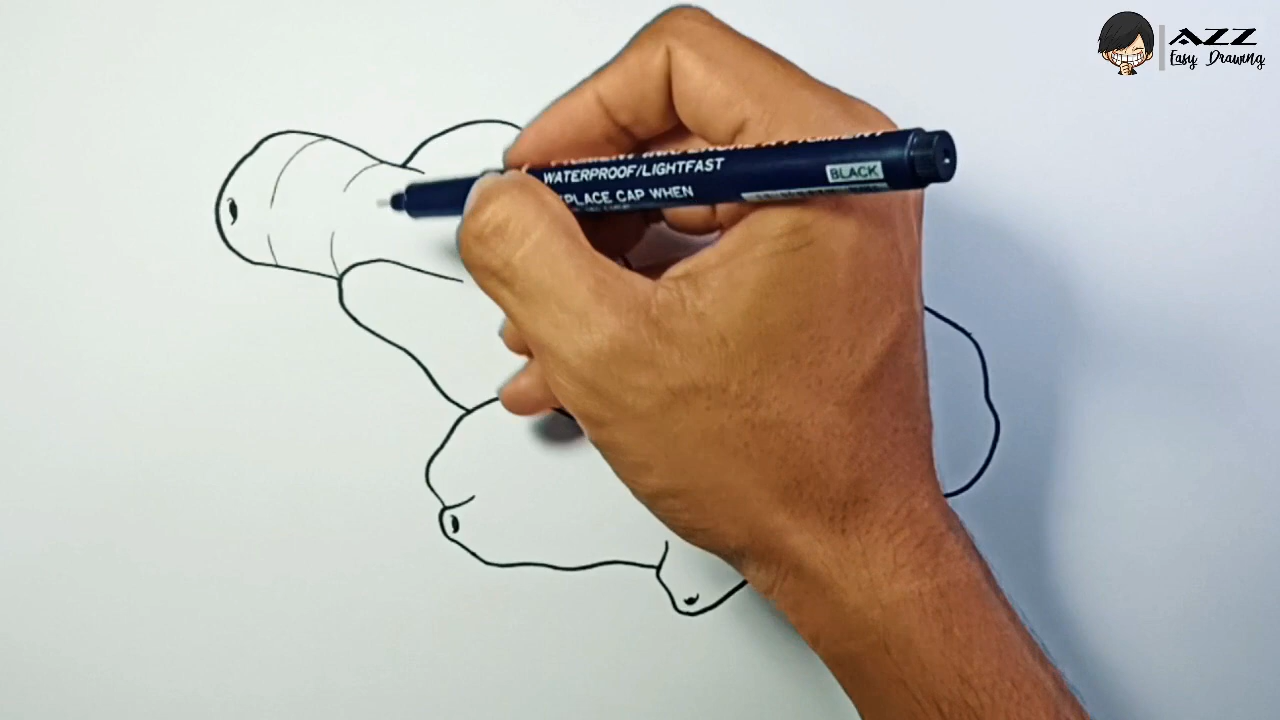 AZZ
Easy Drawing
WATERPROOF/LIGHTFAST
PLACE CAP WHEN
BLACK